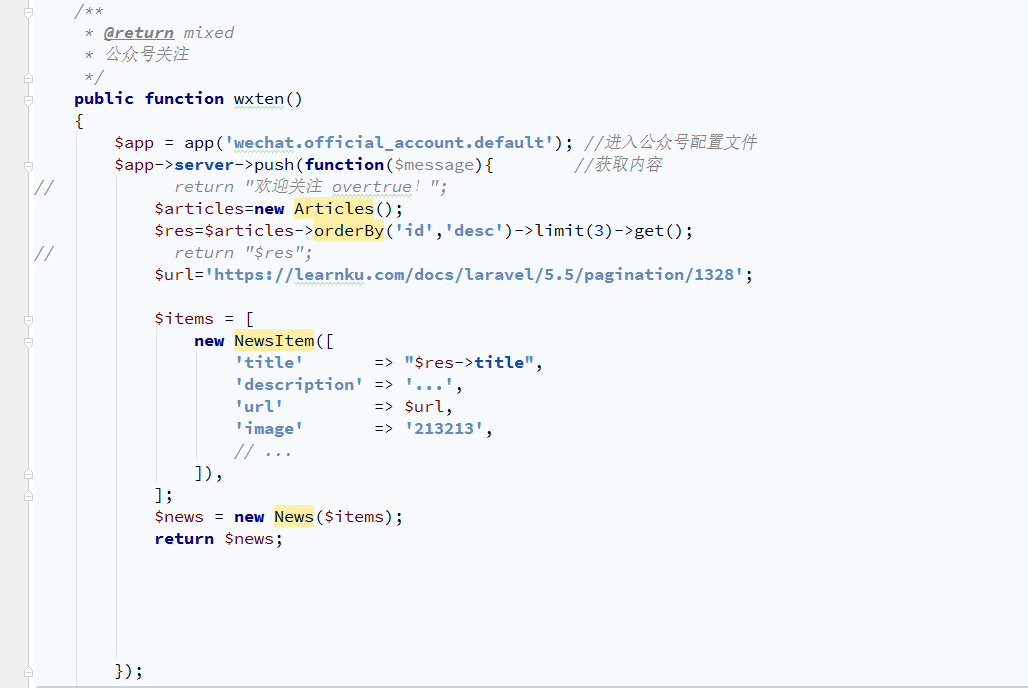 /**
 * @return mixed
 * 公众号关注
 */
public function wxten()
{
    $app = app('wechat.official_account.default'); //进入公众号配置文件
    $app->server->push(function($message){        //获取内容
//            return "欢迎关注 overtrue！";
        $articles=new Articles();
        $res=$articles->orderBy('id','desc')->limit(3)->get();
//            return "$res";
        $url='https://learnku.com/docs/laravel/5.5/pagination/1328';
        $items = [
            new NewsItem([
                'title'       => "$res->title",
                'description' => '...',
                'url'         => $url,
                'image'       => '213213',
                // ...
            ]),
        ];
        $news = new News($items);
        return $news;
    });